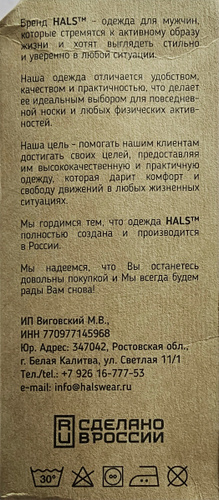 Бренд HALS™ - одежда для мужчин,
которые стремятся к активному образу
жизни и хотят выглядеть стильно
и уверенно в любой ситуации.
Наша одежда отличается удобством,
качеством и практичностью, что делает
ее идеальным выбором для повседнев-
ной носки и любых физических актив-
ностей.
Наша цель - помогать нашим клиентам
достигать своих целей, предоставляя
им высококачественную и практичную
одежду, которая дарит комфорт и
свободу движений в любых жизненных
ситуациях.
Мы гордимся тем, что одежда HALS™
полностью создана и производится
в России.
Мы надеемся, что Вы останетесь
довольны покупкой и Мы всегда будем
рады Вам снова!
ИП Виговский М.В.,
ИНН 770977145968
Юр. Адрес: 347042, Ростовская обл.,
г. Белая Калитва, ул. Светлая 11/1
Тел./tel.: +7 926 16-777-53
e-mail: info@halswear.ru
RU СДЕЛАНО
В РОССИИ
30°